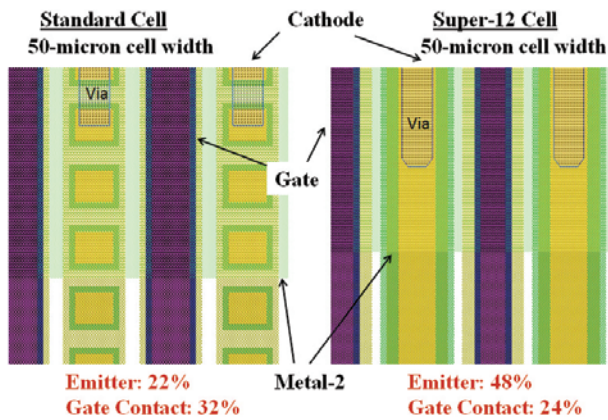 Standard Cell
50-micron cell width
Cathode
Super-12 Cell
50-micron cell width
Via
Via
Gate
Metal-2
Emitter: 22%
Gate Contact: 32%
Emitter: 48%
Gate Contact: 24%